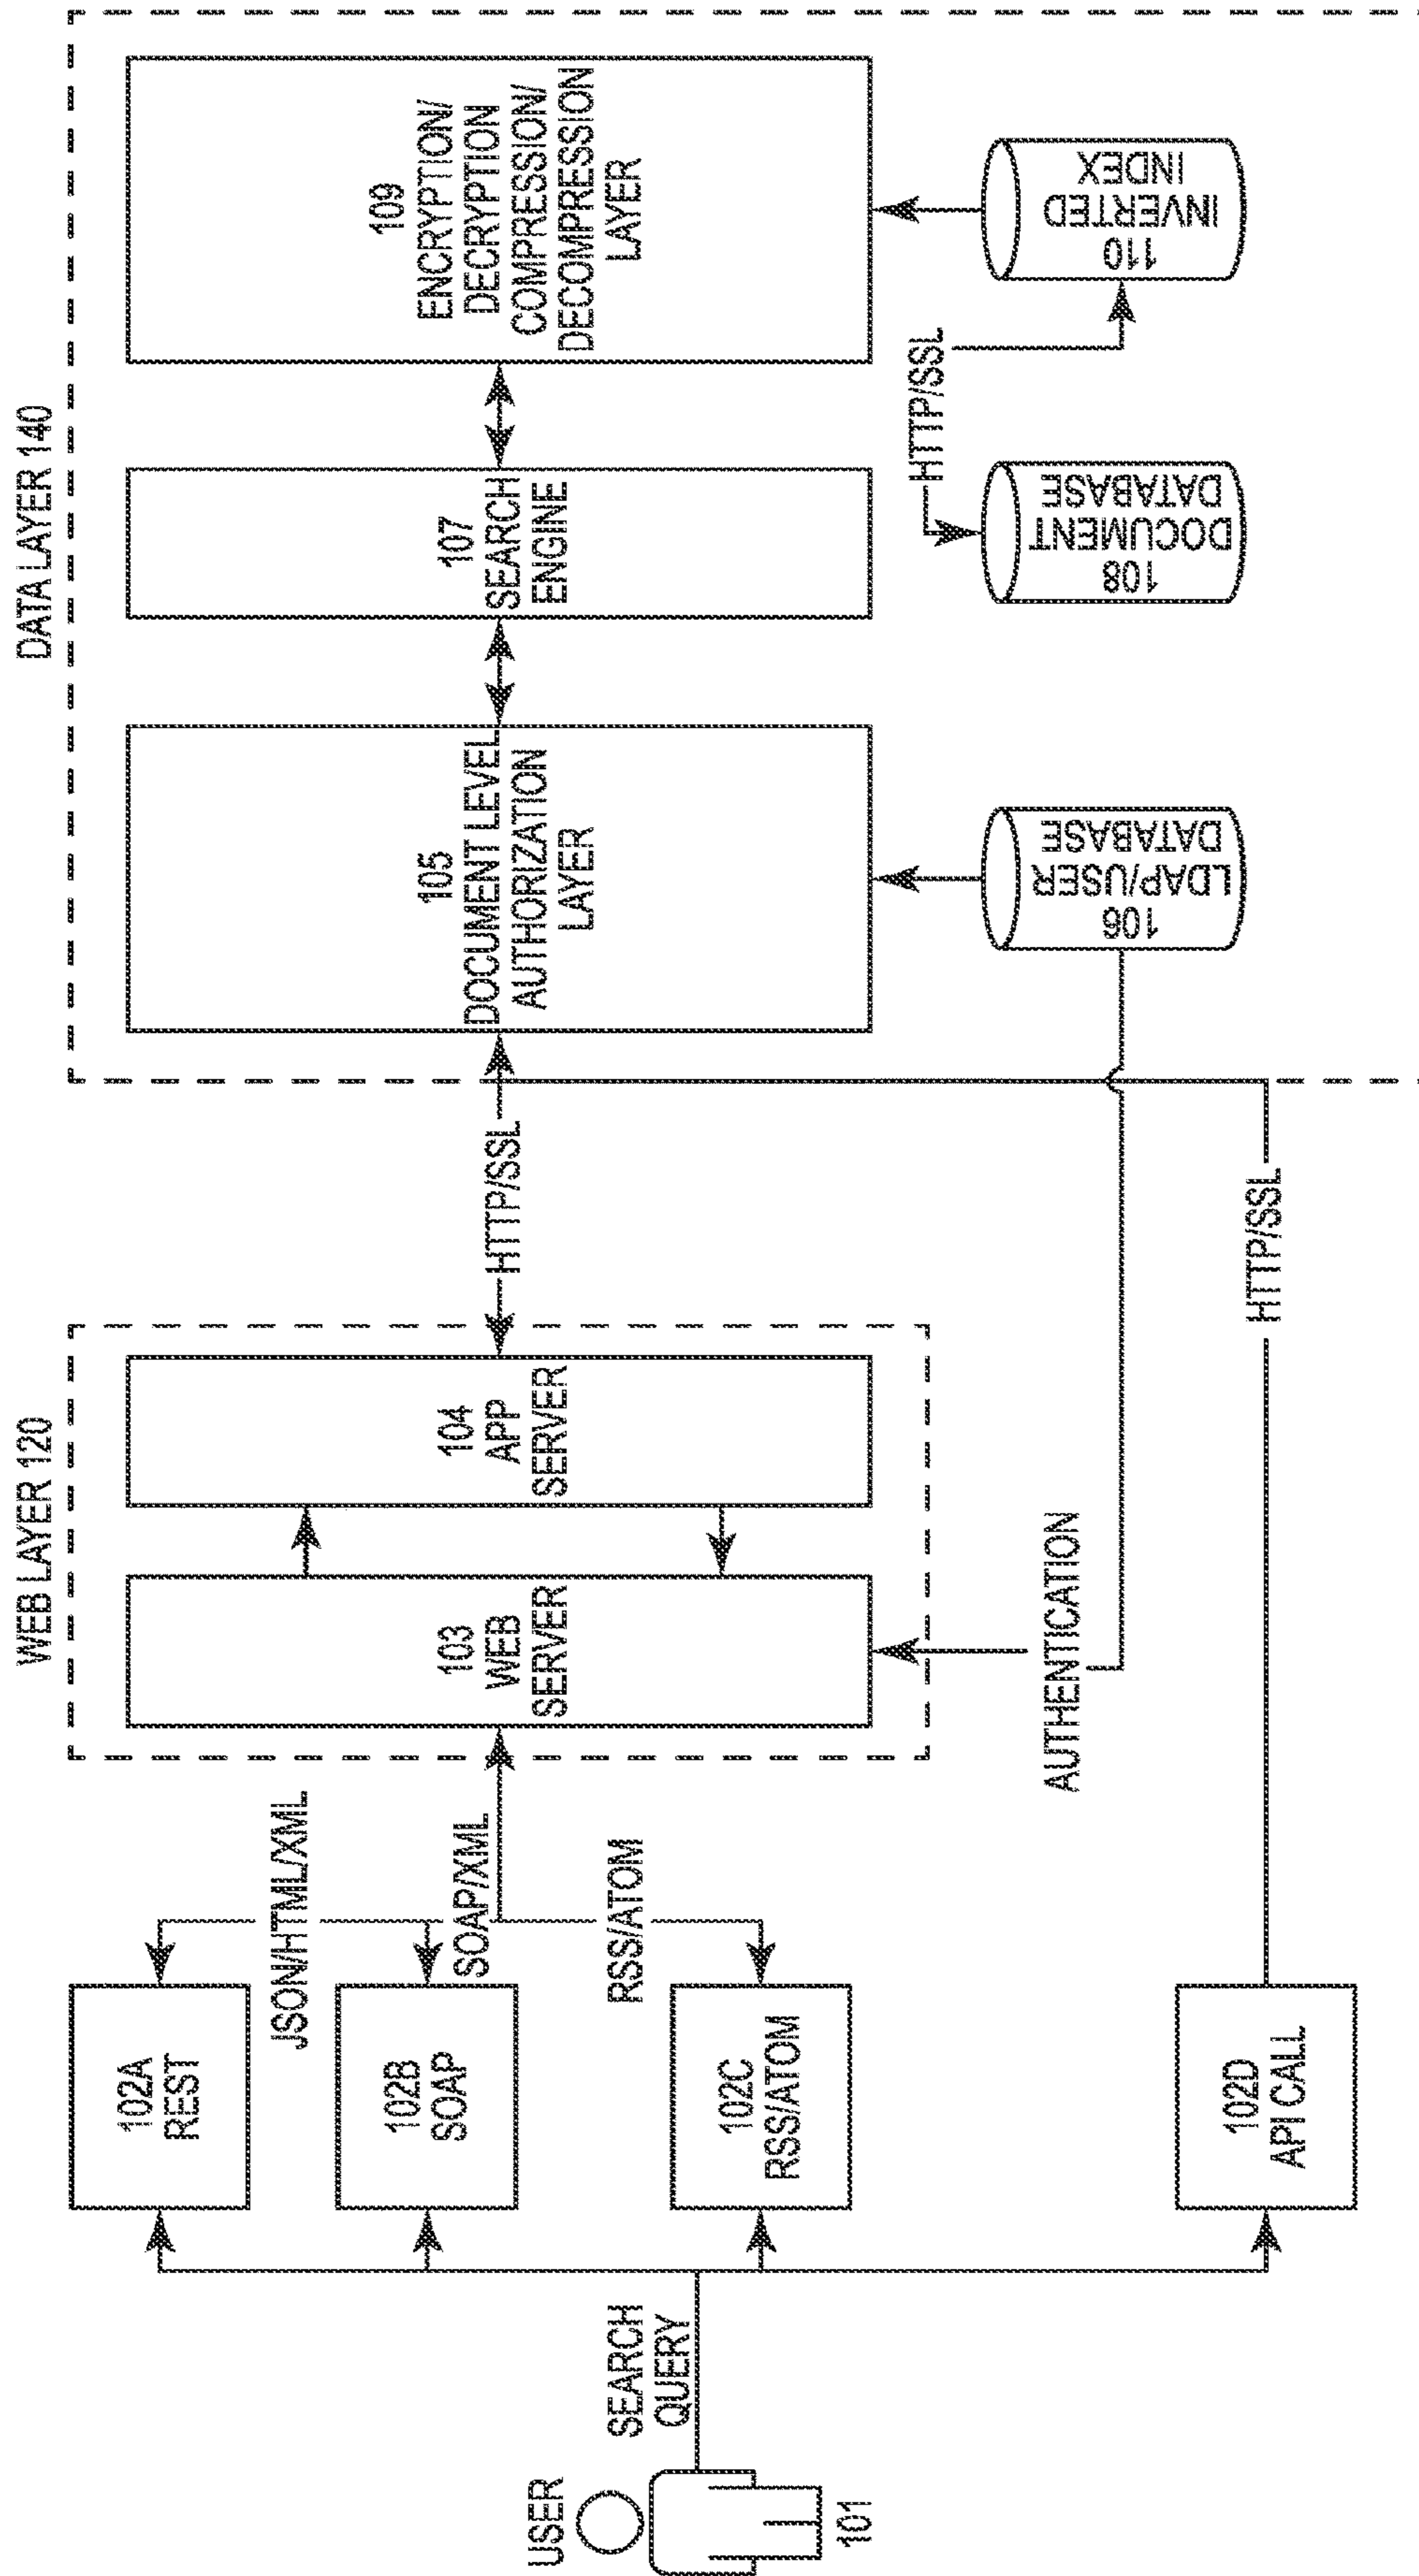 USER
101
SEARCH
QUERY
102A
REST
102B
SOAP
102C
RSS/ATOM
102D
API CALL
JSON/HTML/XML
SOAP/XML
RSS/ATOM
WEB LAYER 120
103
WEB
SERVER
104
APP
SERVER
AUTHENTICATION
HTTP/SSL
HTTP/SSL
DATA LAYER 140
105
DOCUMENT LEVEL
AUTHORIZATION
LAYER
106
LDAP/USER
DATABASE
107
SEARCH
ENGINE
108
DOCUMENT
DATABASE
HTTP/SSL
109
ENCRYPTION/
DECRYPTION
COMPRESSION/
DECOMPRESSION
LAYER
110
INVERTED
INDEX